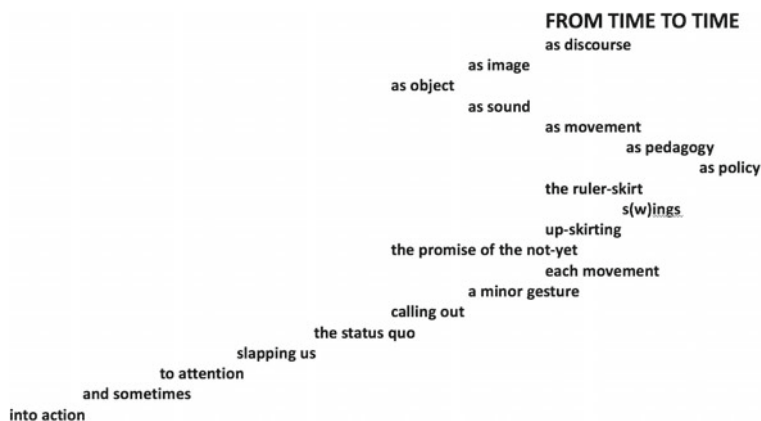 FROM TIME TO TIME
as discourse
as image
as object
as sound
as movement
as pedagogy
as policy
the ruler-skirt
s(w)ings
up-skirting
the promise of the not-yet
each movement
a minor gesture
calling out
the status quo
slapping us
to attention
and sometimes
into action